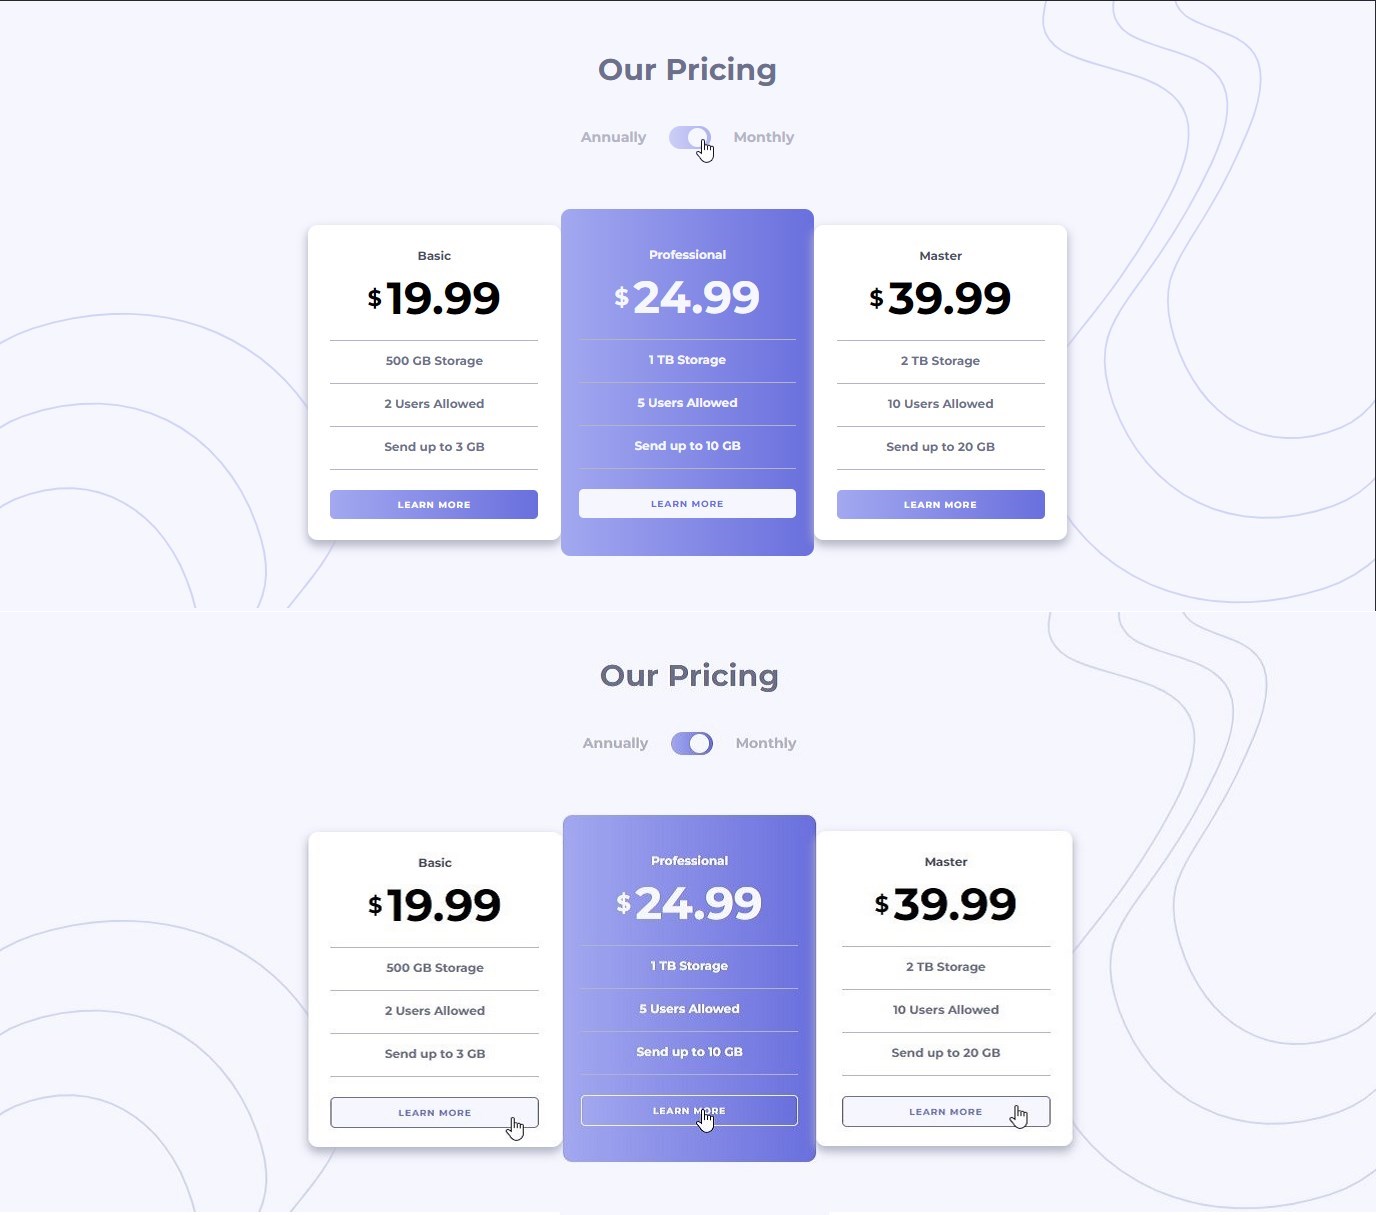 Our Pricing
Annually Monthly
Basic
$19.99
500 GB Storage
2 Users Allowed
Send up to 3 GB
LEARN MORE
Professional
$24.99
1 TB Storage
5 Users Allowed
Send up to 10 GB
LEARN MORE
Master
$39.99
2 TB Storage
10 Users Allowed
Send up to 20 GB
LEARN MORE
Our Pricing
Annually Monthly
Basic
$19.99
500 GB Storage
2 Users Allowed
Send up to 3 GB
LEARN MORE
Professional
$24.99
1 TB Storage
5 Users Allowed
Send up to 10 GB
LEARN MORE
Master
$39.99
2 TB Storage
10 Users Allowed
Send up to 20 GB
LEARN MORE